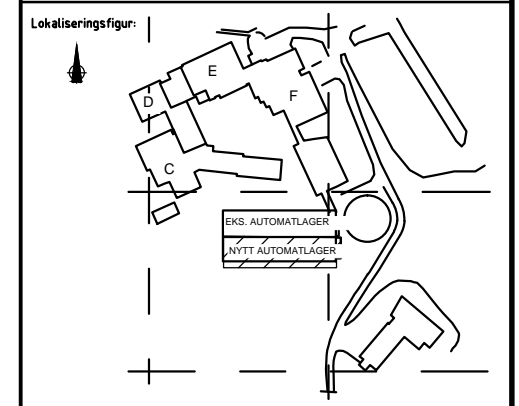 Lokaliseringsfigur:
E
D
F
C
EKS. AUTOMATLAGER
NYTT AUTOMATLAGER